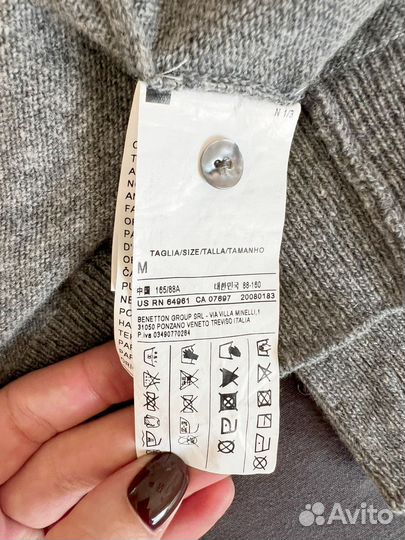 N 1/3
TAGLIA/SIZE/TALLA/TAMANHO
M
中国 165/88A 대한민국 88-160
US RN 64961 CA 07697 20080183
BENETTON GROUP SRL - VIA VILLA MINELLI,1
31050 PONZANO VENETO TREVISO ITALIA
P.iva 03490770264
Avito